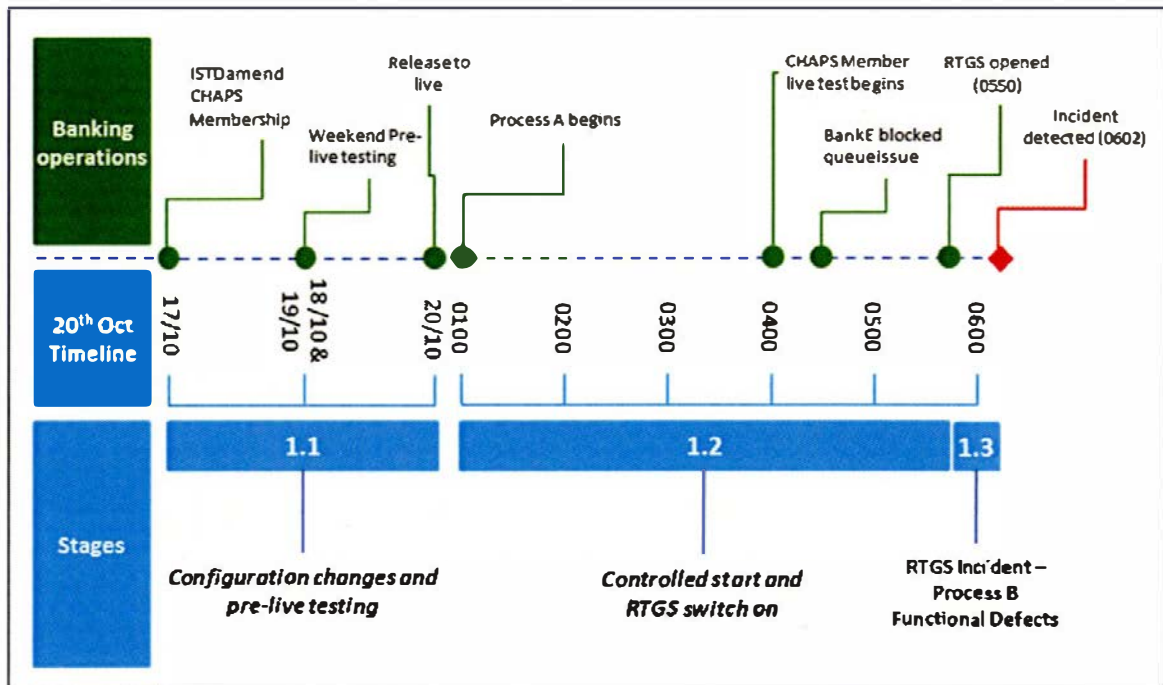 Banking
operations
ISTD amend
CHAPS
Membership
Weekend Pre-
live testing
Release to
live
Process A begins
CHAPS Member
live test begins
Bank E blocked
queue issue
RTGS opened
(0550)
Incident
detected (0602)
20th Oct
Timeline
17/10
18/10 &
19/10
20/10
0100
0200
0300
0400
0500
0600
Stages
1.1
1.2
1.3
Configuration changes and
pre-live testing
Controlled start and
RTGS switch on
RTGS Incident –
Process B
Functional Defects